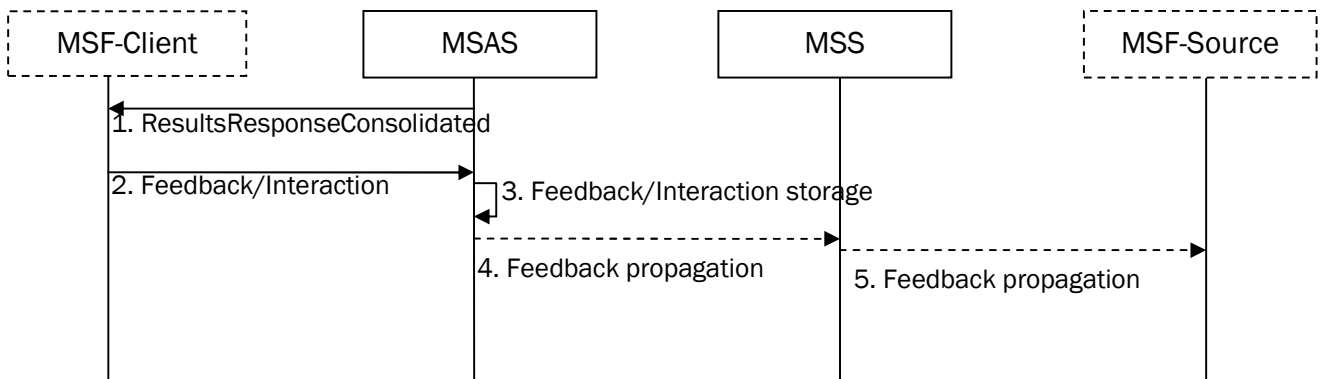 MSF-Client
MSAS
MSS
MSF-Source
1. ResultsResponseConsolidated
2. Feedback/Interaction
3. Feedback/Interaction storage
4. Feedback propagation
5. Feedback propagation